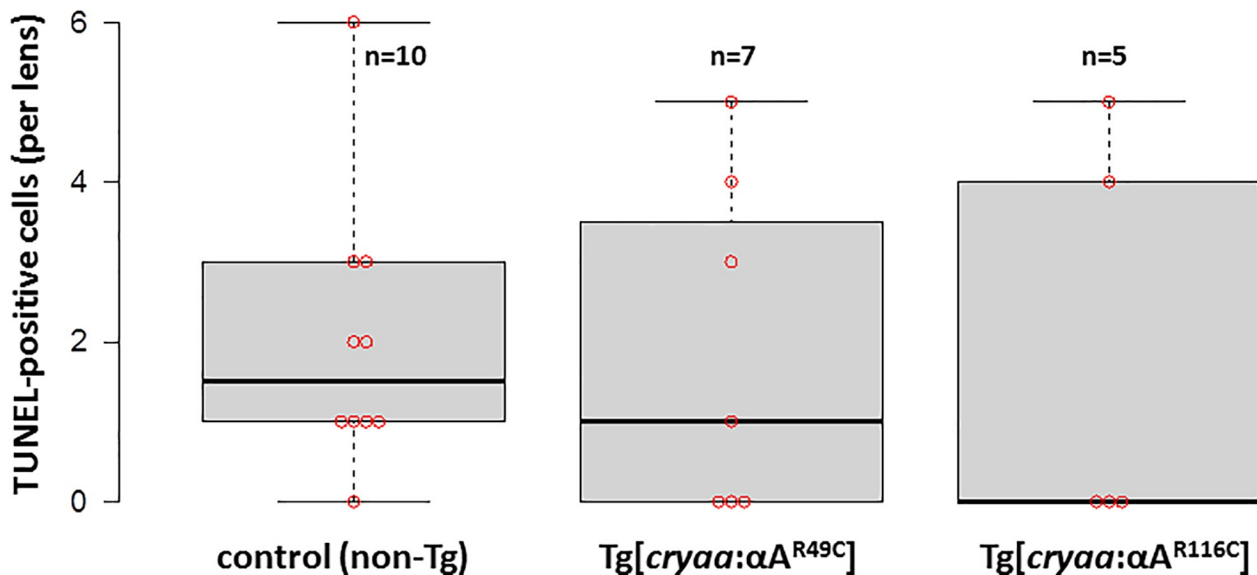 TUNEL-positive cells (per lens)
6
4
2
0
n=10
n=7
n=5
control (non-Tg)
Tg[cryaa:αA^R49C]
Tg[cryaa:αA^R116C]